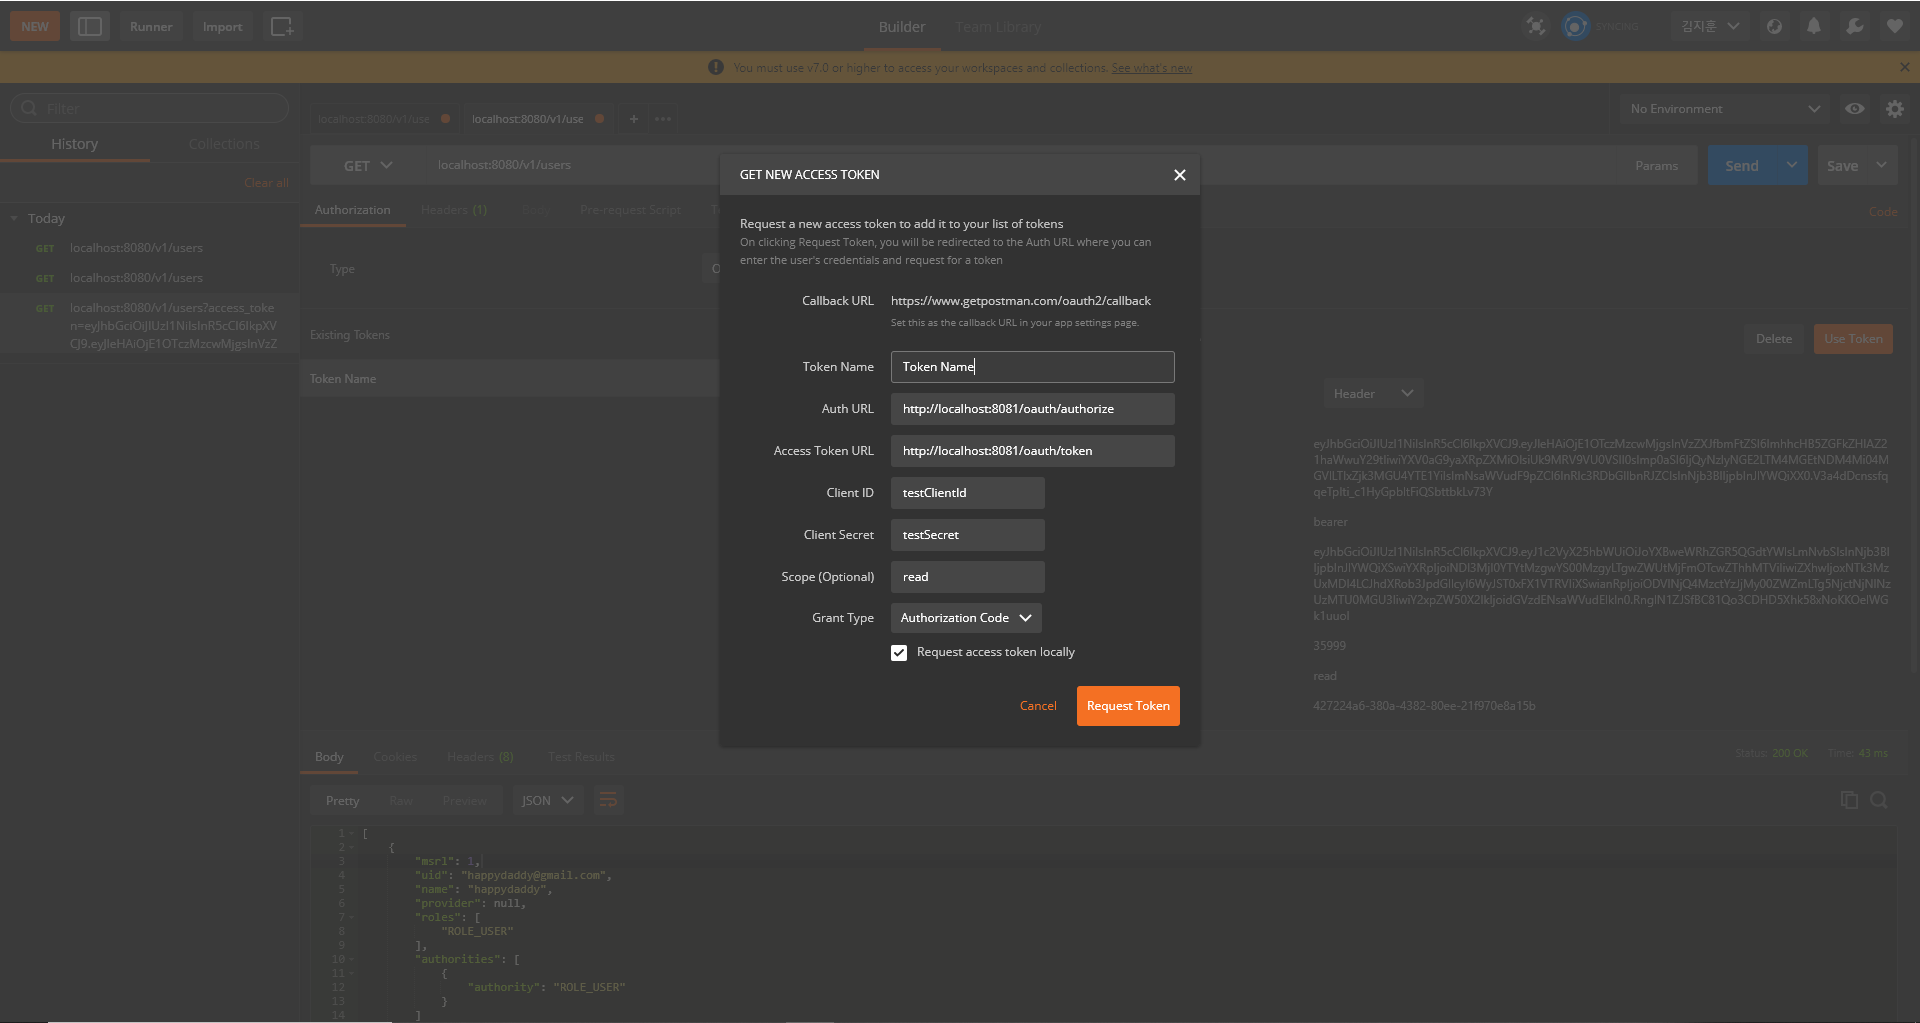 NEW
Runner
Import
Builder
Team Library
SYNCING
김지훈
You must use v7.0 or higher to access your workspaces and collections. See what's new
Filter
History
Collections
Clear all
Today
GET localhost:8080/v1/users
GET localhost:8080/v1/users
GET localhost:8080/v1/users?access_toke
localhost:8080/v1/use
localhost:8080/v1/use
No Environment
GET
localhost:8080/v1/users
Params
Send
Save
Authorization
Headers (1)
Body
Pre-request Script
Code
Type
Existing Tokens
Delete
Use Token
Token Name
Header
bearer
35999
read
427224a6-380a-4382-80ee-21f970e8a15b
GET NEW ACCESS TOKEN
Request a new access token to add it to your list of tokens
On clicking Request Token, you will be redirected to the Auth URL where you can
enter the user's credentials and request for a token
Callback URL https://www.getpostman.com/oauth2/callback
Set this as the callback URL in your app settings page.
Token Name Token Name
Auth URL http://localhost:8081/oauth/authorize
Access Token URL http://localhost:8081/oauth/token
Client ID testClientId
Client Secret testSecret
Scope (Optional) read
Grant Type Authorization Code
Request access token locally
Cancel
Request Token
Body
Cookies
Headers (8)
Test Results
Status: 200 OK
Time: 43 ms
Pretty
Raw
Preview
JSON
1 [
2 {
3 "msrl": 1,
4 "uid": "happydaddy@gmail.com",
5 "name": "happydaddy",
6 "provider": null,
7 "roles": [
8 "ROLE_USER"
9 ],
10 "authorities": [
11 {
12 "authority": "ROLE_USER"
13 }
14 ]